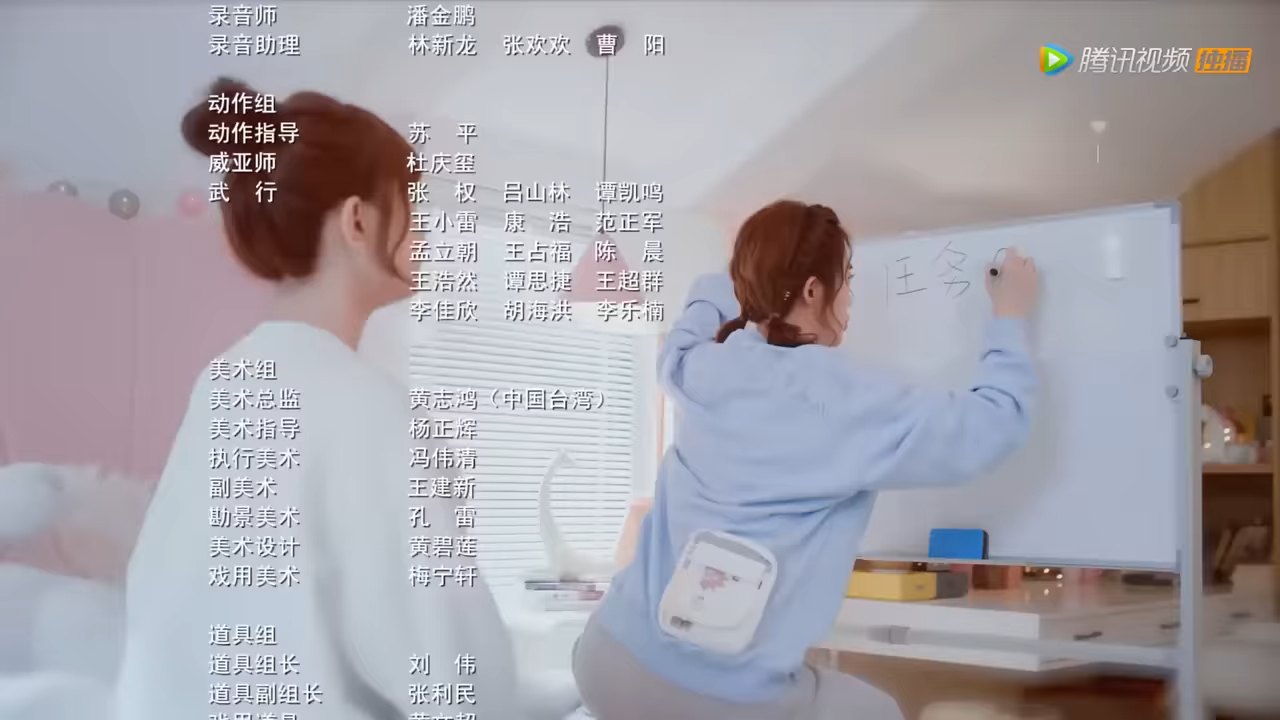 录音师 潘金鹏
录音助理 林新龙 张欢欢 曹 阳
腾讯视频 独播
动作组
动作指导 苏 平
威亚师 杜庆玺
武 行 张 权 吕山林 谭凯鸣
王小雷 康 浩 范正军
孟立朝 王占福 陈 晨
王浩然 谭思捷 王超群
李佳欣 胡海洪 李乐楠
任务
美术组
美术总监 黄志鸿（中国台湾）
美术指导 杨正辉
执行美术 冯伟清
副美术 王建新
勘景美术 孔 雷
美术设计 黄碧莲
戏用美术 梅宁轩
道具组
道具组长 刘 伟
道具副组长 张利民